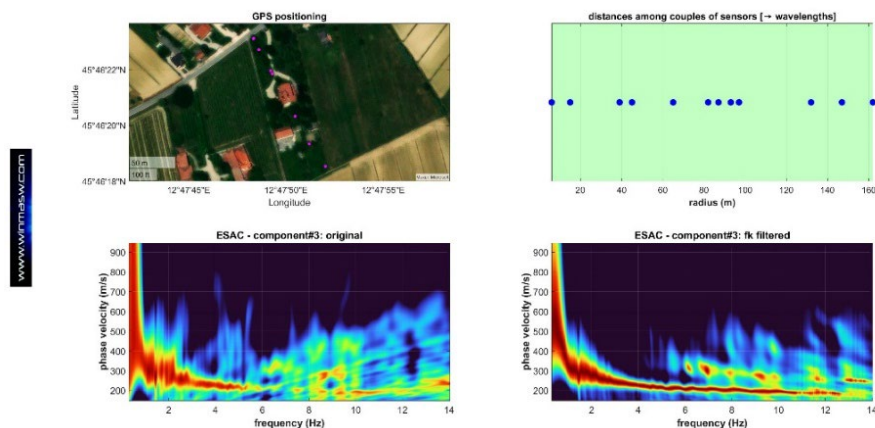 GPS positioning
Latitude
45°46'22"N
45°46'20"N
45°46'18"N
50 m
100 ft
12°47'45"E
12°47'50"E
12°47'55"E
Longitude
distances among couples of sensors [→ wavelengths]
20
40
60
80
100
120
140
160
radius (m)
www.winmasw.com
ESAC - component#3: original
phase velocity (m/s)
900
800
700
600
500
400
300
200
2
4
6
8
10
12
14
frequency (Hz)
ESAC - component#3: fk filtered
phase velocity (m/s)
900
800
700
600
500
400
300
200
2
4
6
8
10
12
14
frequency (Hz)